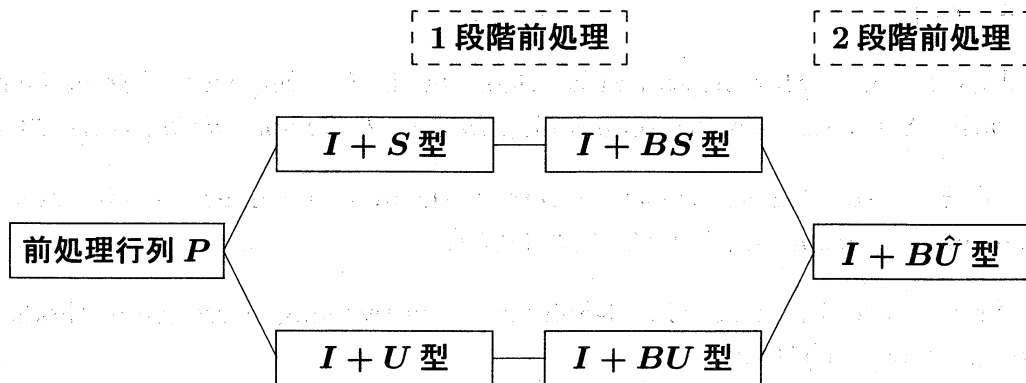 1 段階前処理
2 段階前処理
I + S 型
I + BS 型
前処理行列 P
I + BÛ 型
I + U 型
I + BU 型